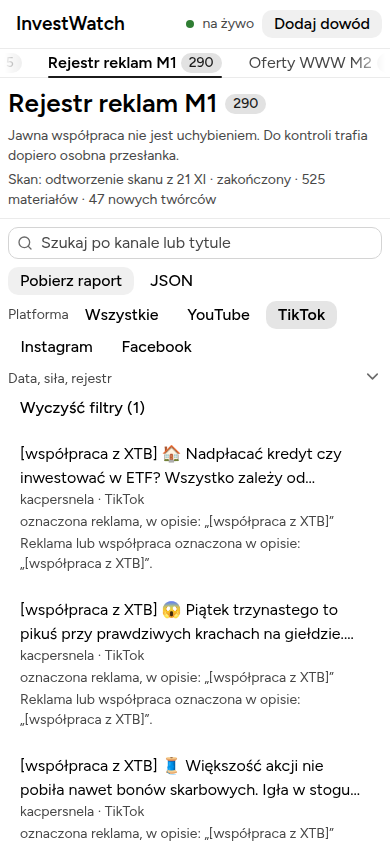 InvestWatch
na żywo
Dodaj dowód
5
Rejestr reklam M1 290
Oferty WWW M2
Rejestr reklam M1 290
Jawna współpraca nie jest uchybieniem. Do kontroli trafia
dopiero osobna przesłanka.
Skan: odtworzenie skanu z 21 XI · zakończony · 525
materiałów · 47 nowych twórców
Szukaj po kanale lub tytule
Pobierz raport JSON
Platforma Wszystkie YouTube TikTok
Instagram Facebook
Data, siła, rejestr
Wyczyść filtry (1)
[współpraca z XTB] 🏠 Nadpłacać kredyt czy
inwestować w ETF? Wszystko zależy od...
kacpersnela · TikTok
oznaczona reklama, w opisie: „[współpraca z XTB]”
Reklama lub współpraca oznaczona w opisie:
„[współpraca z XTB]”.
[współpraca z XTB] 😱 Piątek trzynastego to
pikuś przy prawdziwych krachach na giełdzie....
kacpersnela · TikTok
oznaczona reklama, w opisie: „[współpraca z XTB]”
Reklama lub współpraca oznaczona w opisie:
„[współpraca z XTB]”.
[współpraca z XTB] 🧵 Większość akcji nie
pobiła nawet bonów skarbowych. Igła w stogu...
kacpersnela · TikTok
oznaczona reklama, w opisie: „[współpraca z XTB]”